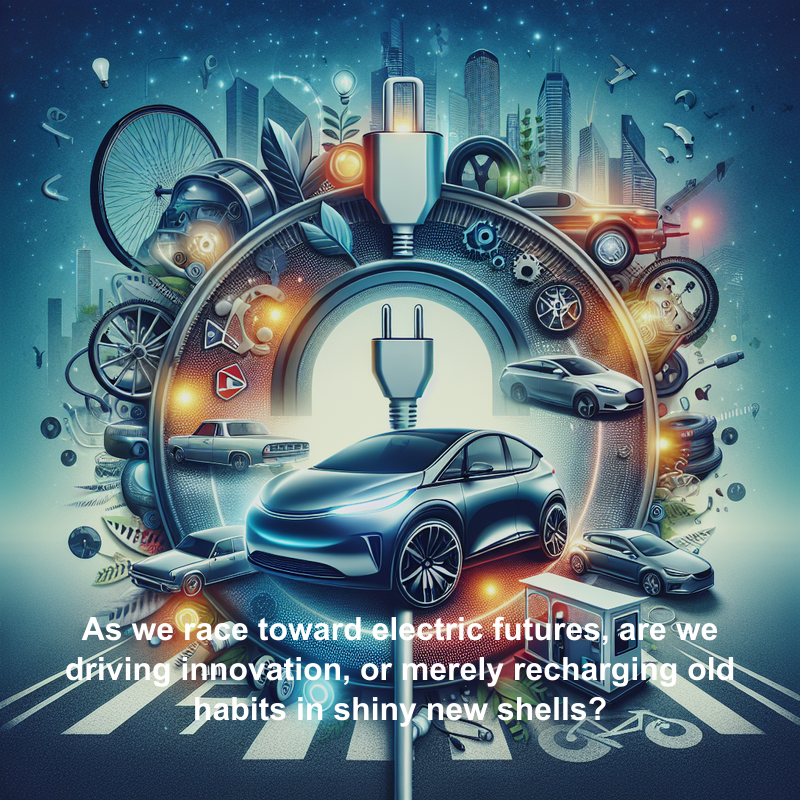 As we race toward electric futures, are we
driving innovation, or merely recharging old
habits in shiny new shells?